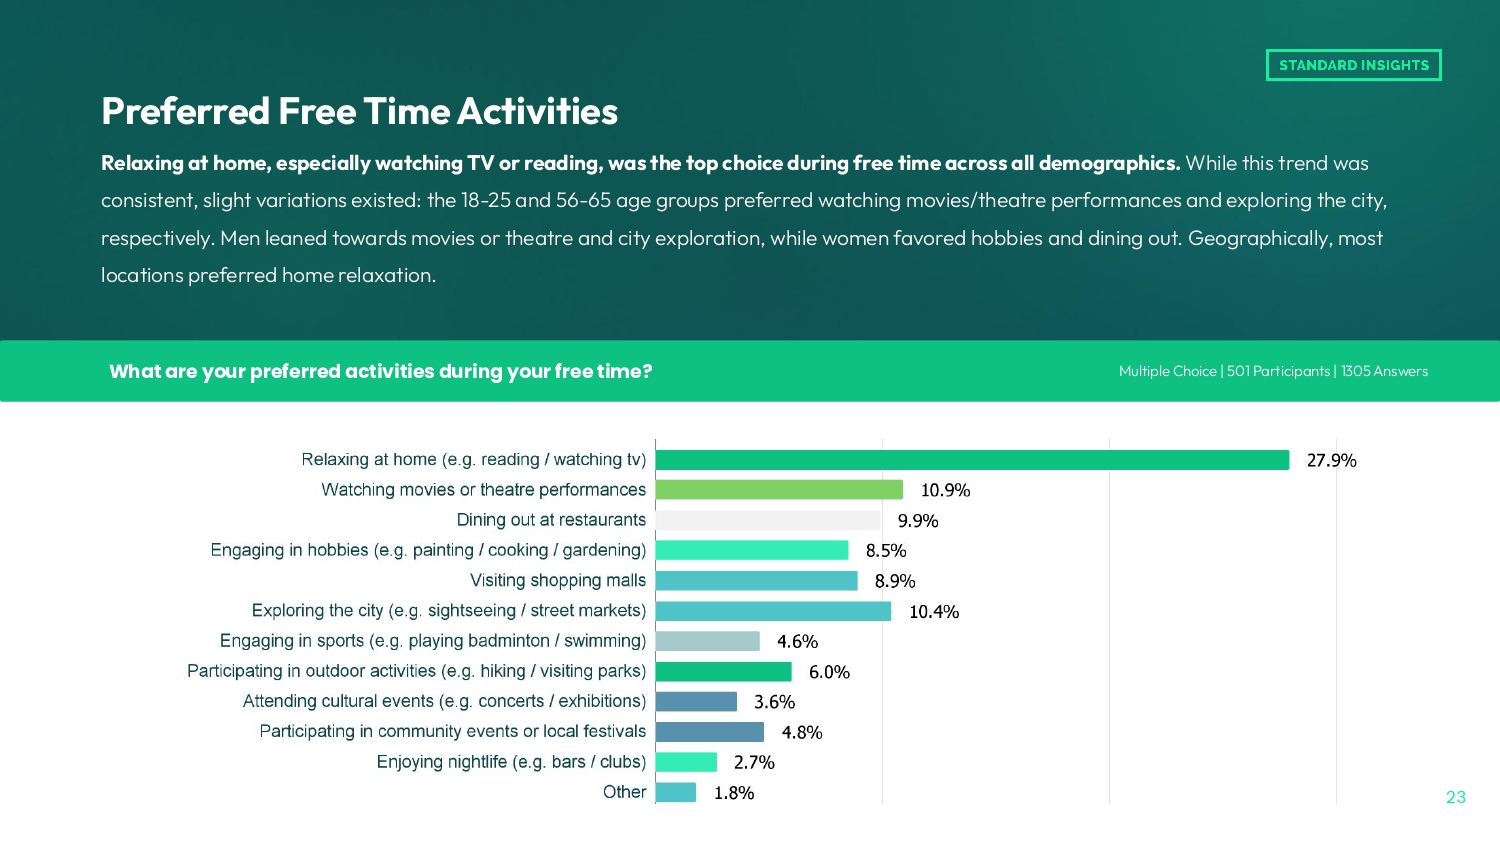 STANDARD INSIGHTS
Preferred Free Time Activities
Relaxing at home, especially watching TV or reading, was the top choice during free time across all demographics. While this trend was
consistent, slight variations existed: the 18-25 and 56-65 age groups preferred watching movies/theatre performances and exploring the city,
respectively. Men leaned towards movies or theatre and city exploration, while women favored hobbies and dining out. Geographically, most
locations preferred home relaxation.
What are your preferred activities during your free time?
Multiple Choice | 501 Participants | 1305 Answers
Relaxing at home (e.g. reading / watching tv) 27.9%
Watching movies or theatre performances 10.9%
Dining out at restaurants 9.9%
Engaging in hobbies (e.g. painting / cooking / gardening) 8.5%
Visiting shopping malls 8.9%
Exploring the city (e.g. sightseeing / street markets) 10.4%
Engaging in sports (e.g. playing badminton / swimming) 4.6%
Participating in outdoor activities (e.g. hiking / visiting parks) 6.0%
Attending cultural events (e.g. concerts / exhibitions) 3.6%
Participating in community events or local festivals 4.8%
Enjoying nightlife (e.g. bars / clubs) 2.7%
Other 1.8%
23